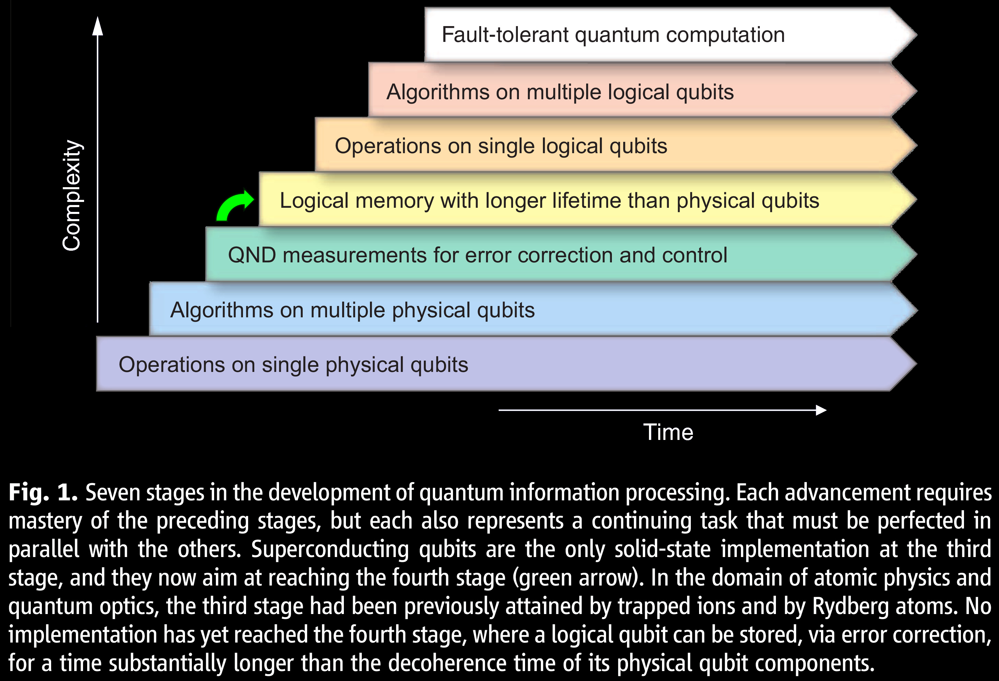 Fault-tolerant quantum computation
Algorithms on multiple logical qubits
Operations on single logical qubits
Logical memory with longer lifetime than physical qubits
QND measurements for error correction and control
Algorithms on multiple physical qubits
Operations on single physical qubits
Complexity
Time
Fig. 1. Seven stages in the development of quantum information processing. Each advancement requires
mastery of the preceding stages, but each also represents a continuing task that must be perfected in
parallel with the others. Superconducting qubits are the only solid-state implementation at the third
stage, and they now aim at reaching the fourth stage (green arrow). In the domain of atomic physics and
quantum optics, the third stage had been previously attained by trapped ions and by Rydberg atoms. No
implementation has yet reached the fourth stage, where a logical qubit can be stored, via error correction,
for a time substantially longer than the decoherence time of its physical qubit components.